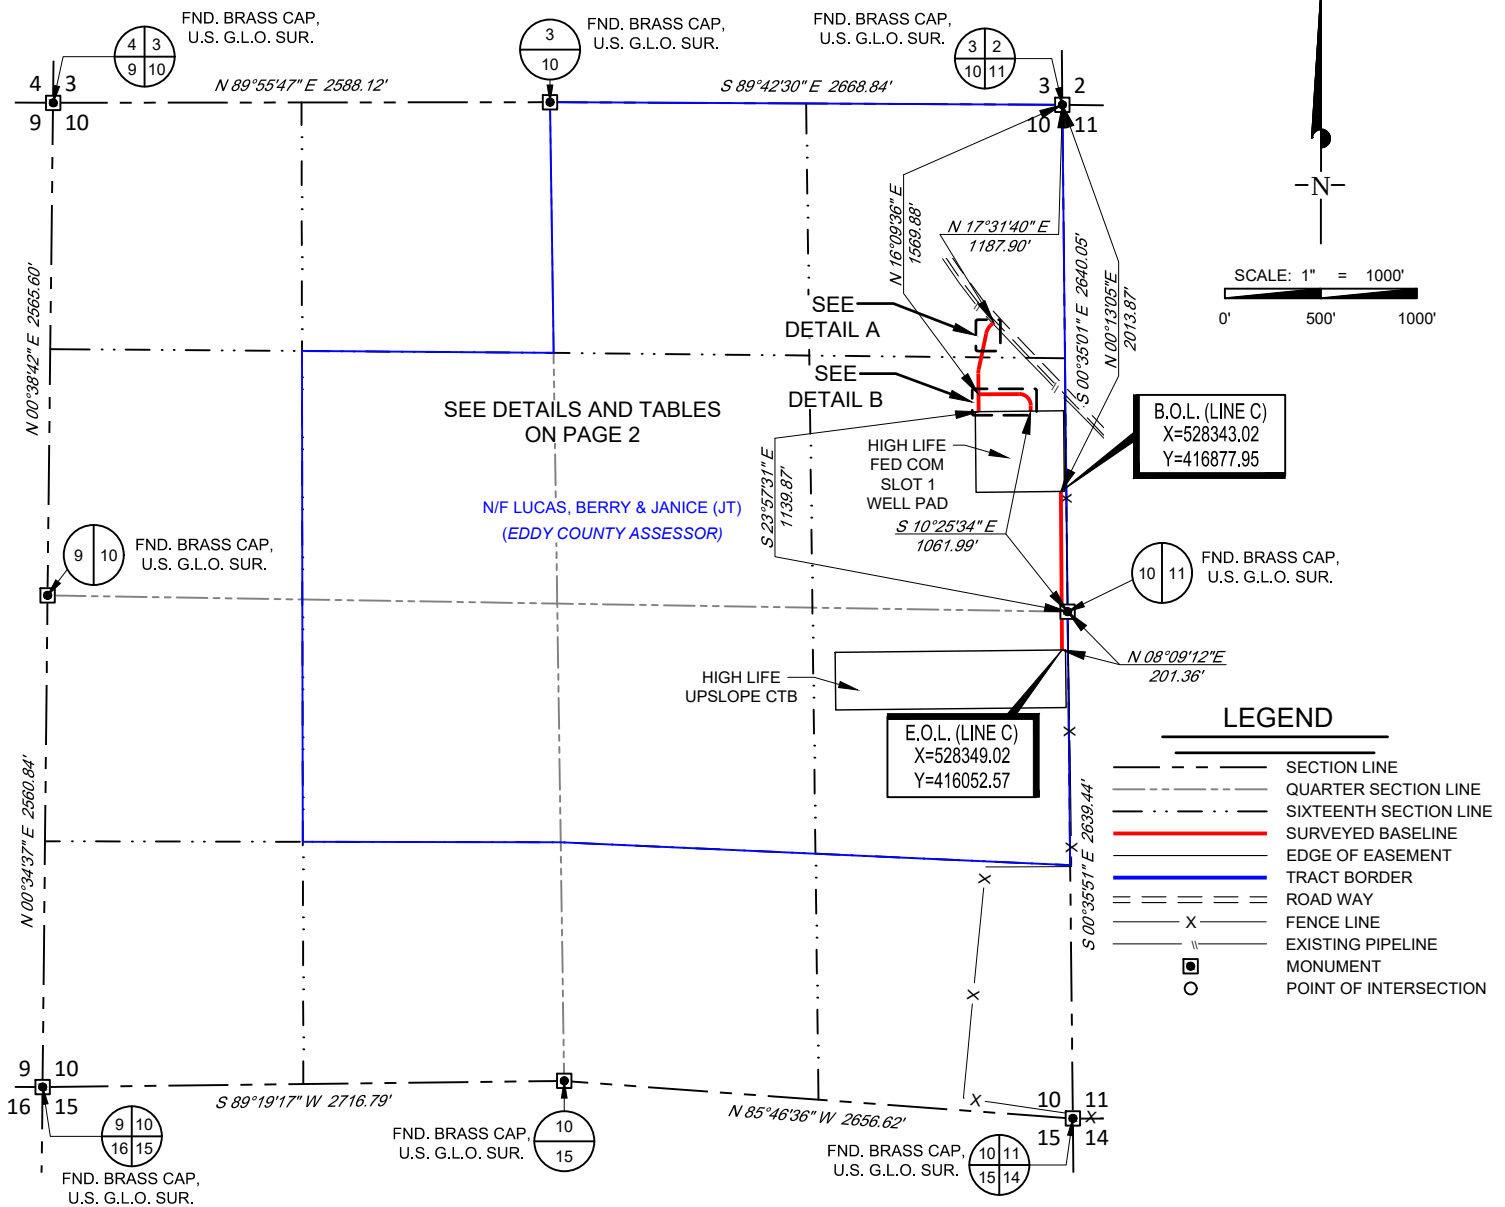 FND. BRASS CAP,
U.S. G.L.O. SUR.
4 3
9 10
4 3
9 10
N 89°55'47" E 2588.12'
3
10
FND. BRASS CAP,
U.S. G.L.O. SUR.
S 89°42'30" E 2668.84'
FND. BRASS CAP,
U.S. G.L.O. SUR.
3 2
10 11
3 2
10 11
-N-
SCALE: 1" = 1000'
0' 500' 1000'
N 00°38'42" E 2565.60'
N 16°09'36" E
1569.88'
N 17°31'40" E
1187.90'
S 00°35'01" E 2640.05'
N 00°13'05"E
2013.87'
SEE
DETAIL A
SEE
DETAIL B
SEE DETAILS AND TABLES
ON PAGE 2
B.O.L. (LINE C)
X=528343.02
Y=416877.95
HIGH LIFE
FED COM
SLOT 1
WELL PAD
S 23°57'31" E
1139.87'
N/F LUCAS, BERRY & JANICE (JT)
(EDDY COUNTY ASSESSOR)
S 10°25'34" E
1061.99'
X
9 10
FND. BRASS CAP,
U.S. G.L.O. SUR.
10 11
FND. BRASS CAP,
U.S. G.L.O. SUR.
N 08°09'12"E
201.36'
HIGH LIFE
UPSLOPE CTB
E.O.L. (LINE C)
X=528349.02
Y=416052.57
X
X
N 00°34'37" E 2560.84'
S 00°35'51" E 2639.44'
LEGEND
SECTION LINE
QUARTER SECTION LINE
SIXTEENTH SECTION LINE
SURVEYED BASELINE
EDGE OF EASEMENT
TRACT BORDER
ROAD WAY
X FENCE LINE
\\ EXISTING PIPELINE
MONUMENT
POINT OF INTERSECTION
X
X
X
X
9 10
16 15
S 89°19'17" W 2716.79'
N 85°46'36" W 2656.62'
10 11
15 14
9 10
16 15
FND. BRASS CAP,
U.S. G.L.O. SUR.
FND. BRASS CAP,
U.S. G.L.O. SUR.
10
15
FND. BRASS CAP,
U.S. G.L.O. SUR.
10 11
15 14